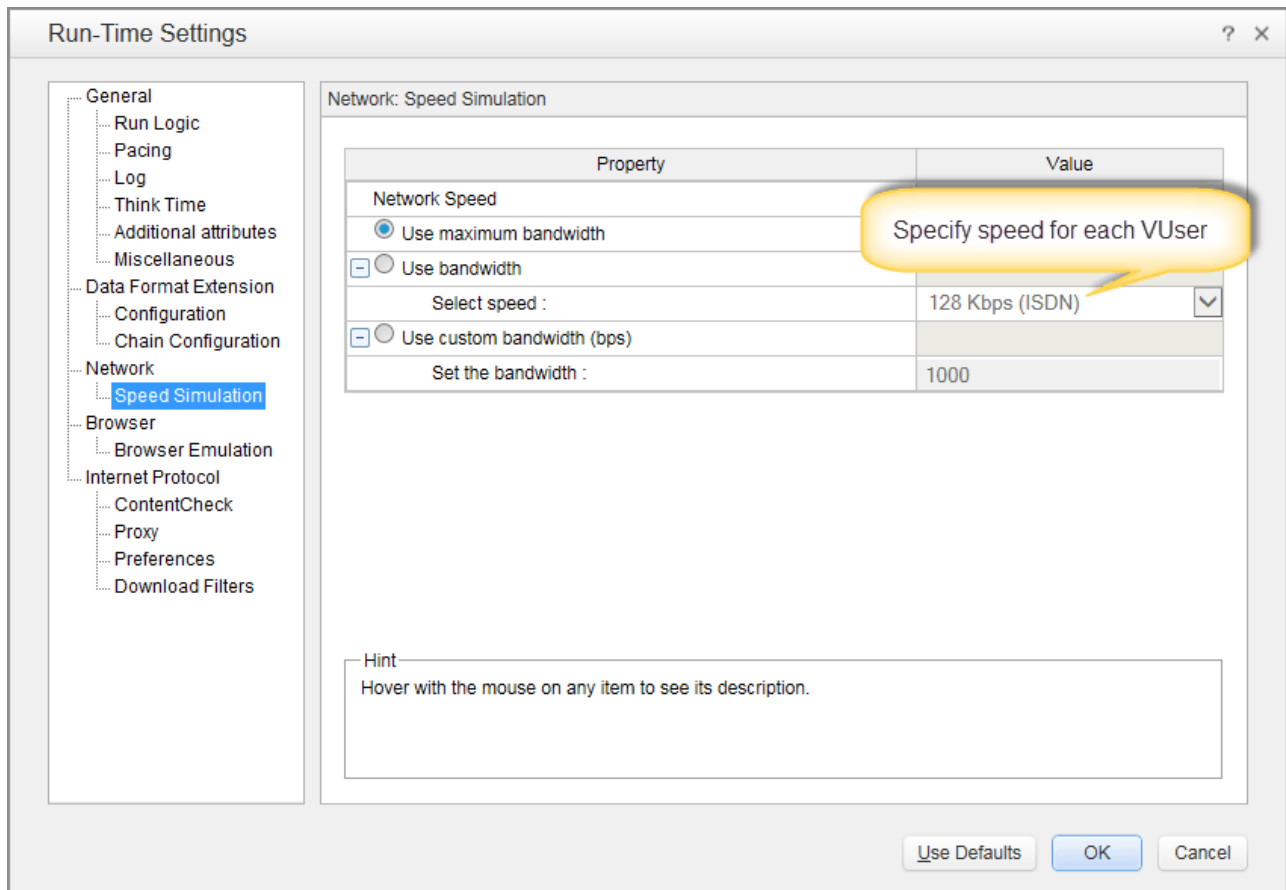 Run-Time Settings
? ×
General
Run Logic
Pacing
Log
Think Time
Additional attributes
Miscellaneous
Data Format Extension
Configuration
Chain Configuration
Network
Speed Simulation
Browser
Browser Emulation
Internet Protocol
ContentCheck
Proxy
Preferences
Download Filters
Network: Speed Simulation
Property Value
Network Speed
Use maximum bandwidth
Specify speed for each VUser
Use bandwidth
Select speed : 128 Kbps (ISDN)
Use custom bandwidth (bps)
Set the bandwidth : 1000
Hint
Hover with the mouse on any item to see its description.
Use Defaults OK Cancel